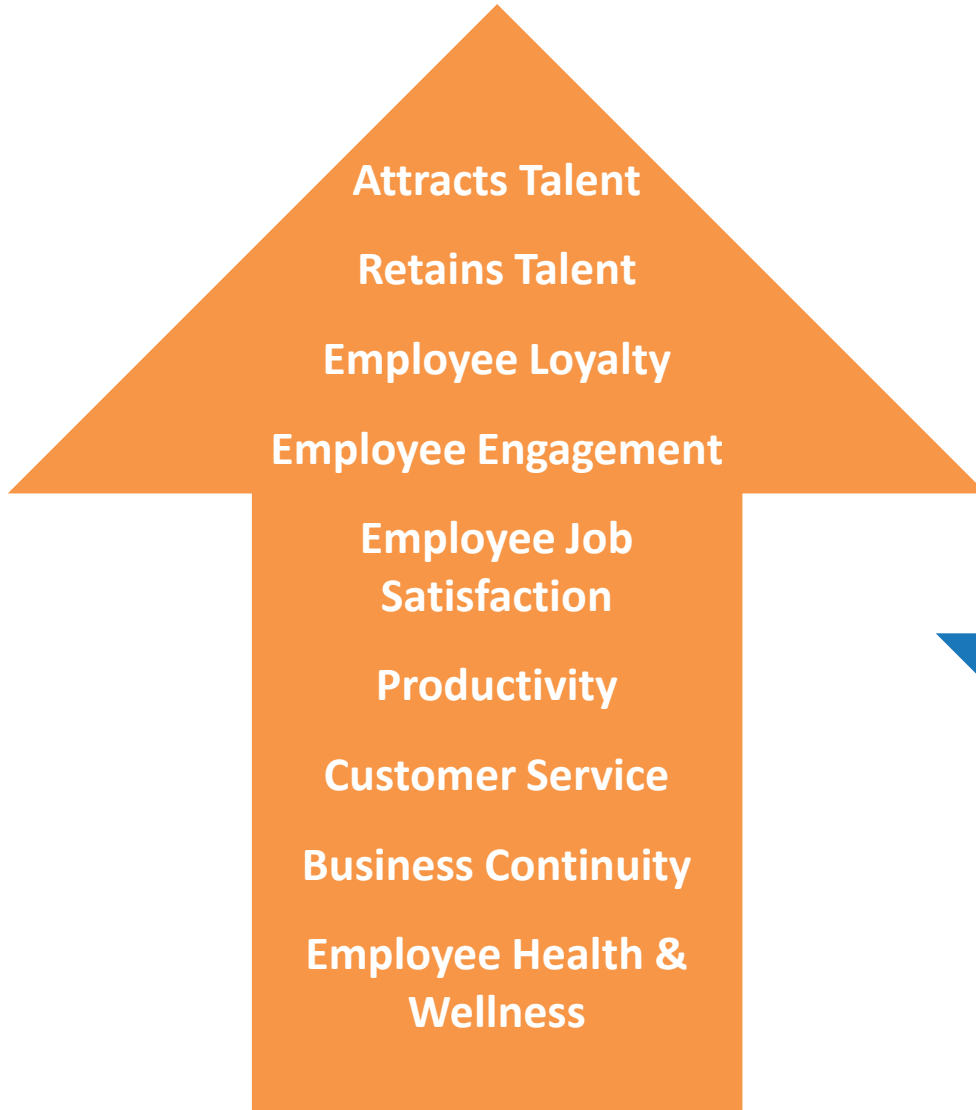 Attracts Talent
Retains Talent
Employee Loyalty
Employee Engagement
Employee Job
Satisfaction
Productivity
Customer Service
Business Continuity
Employee Health &
Wellness